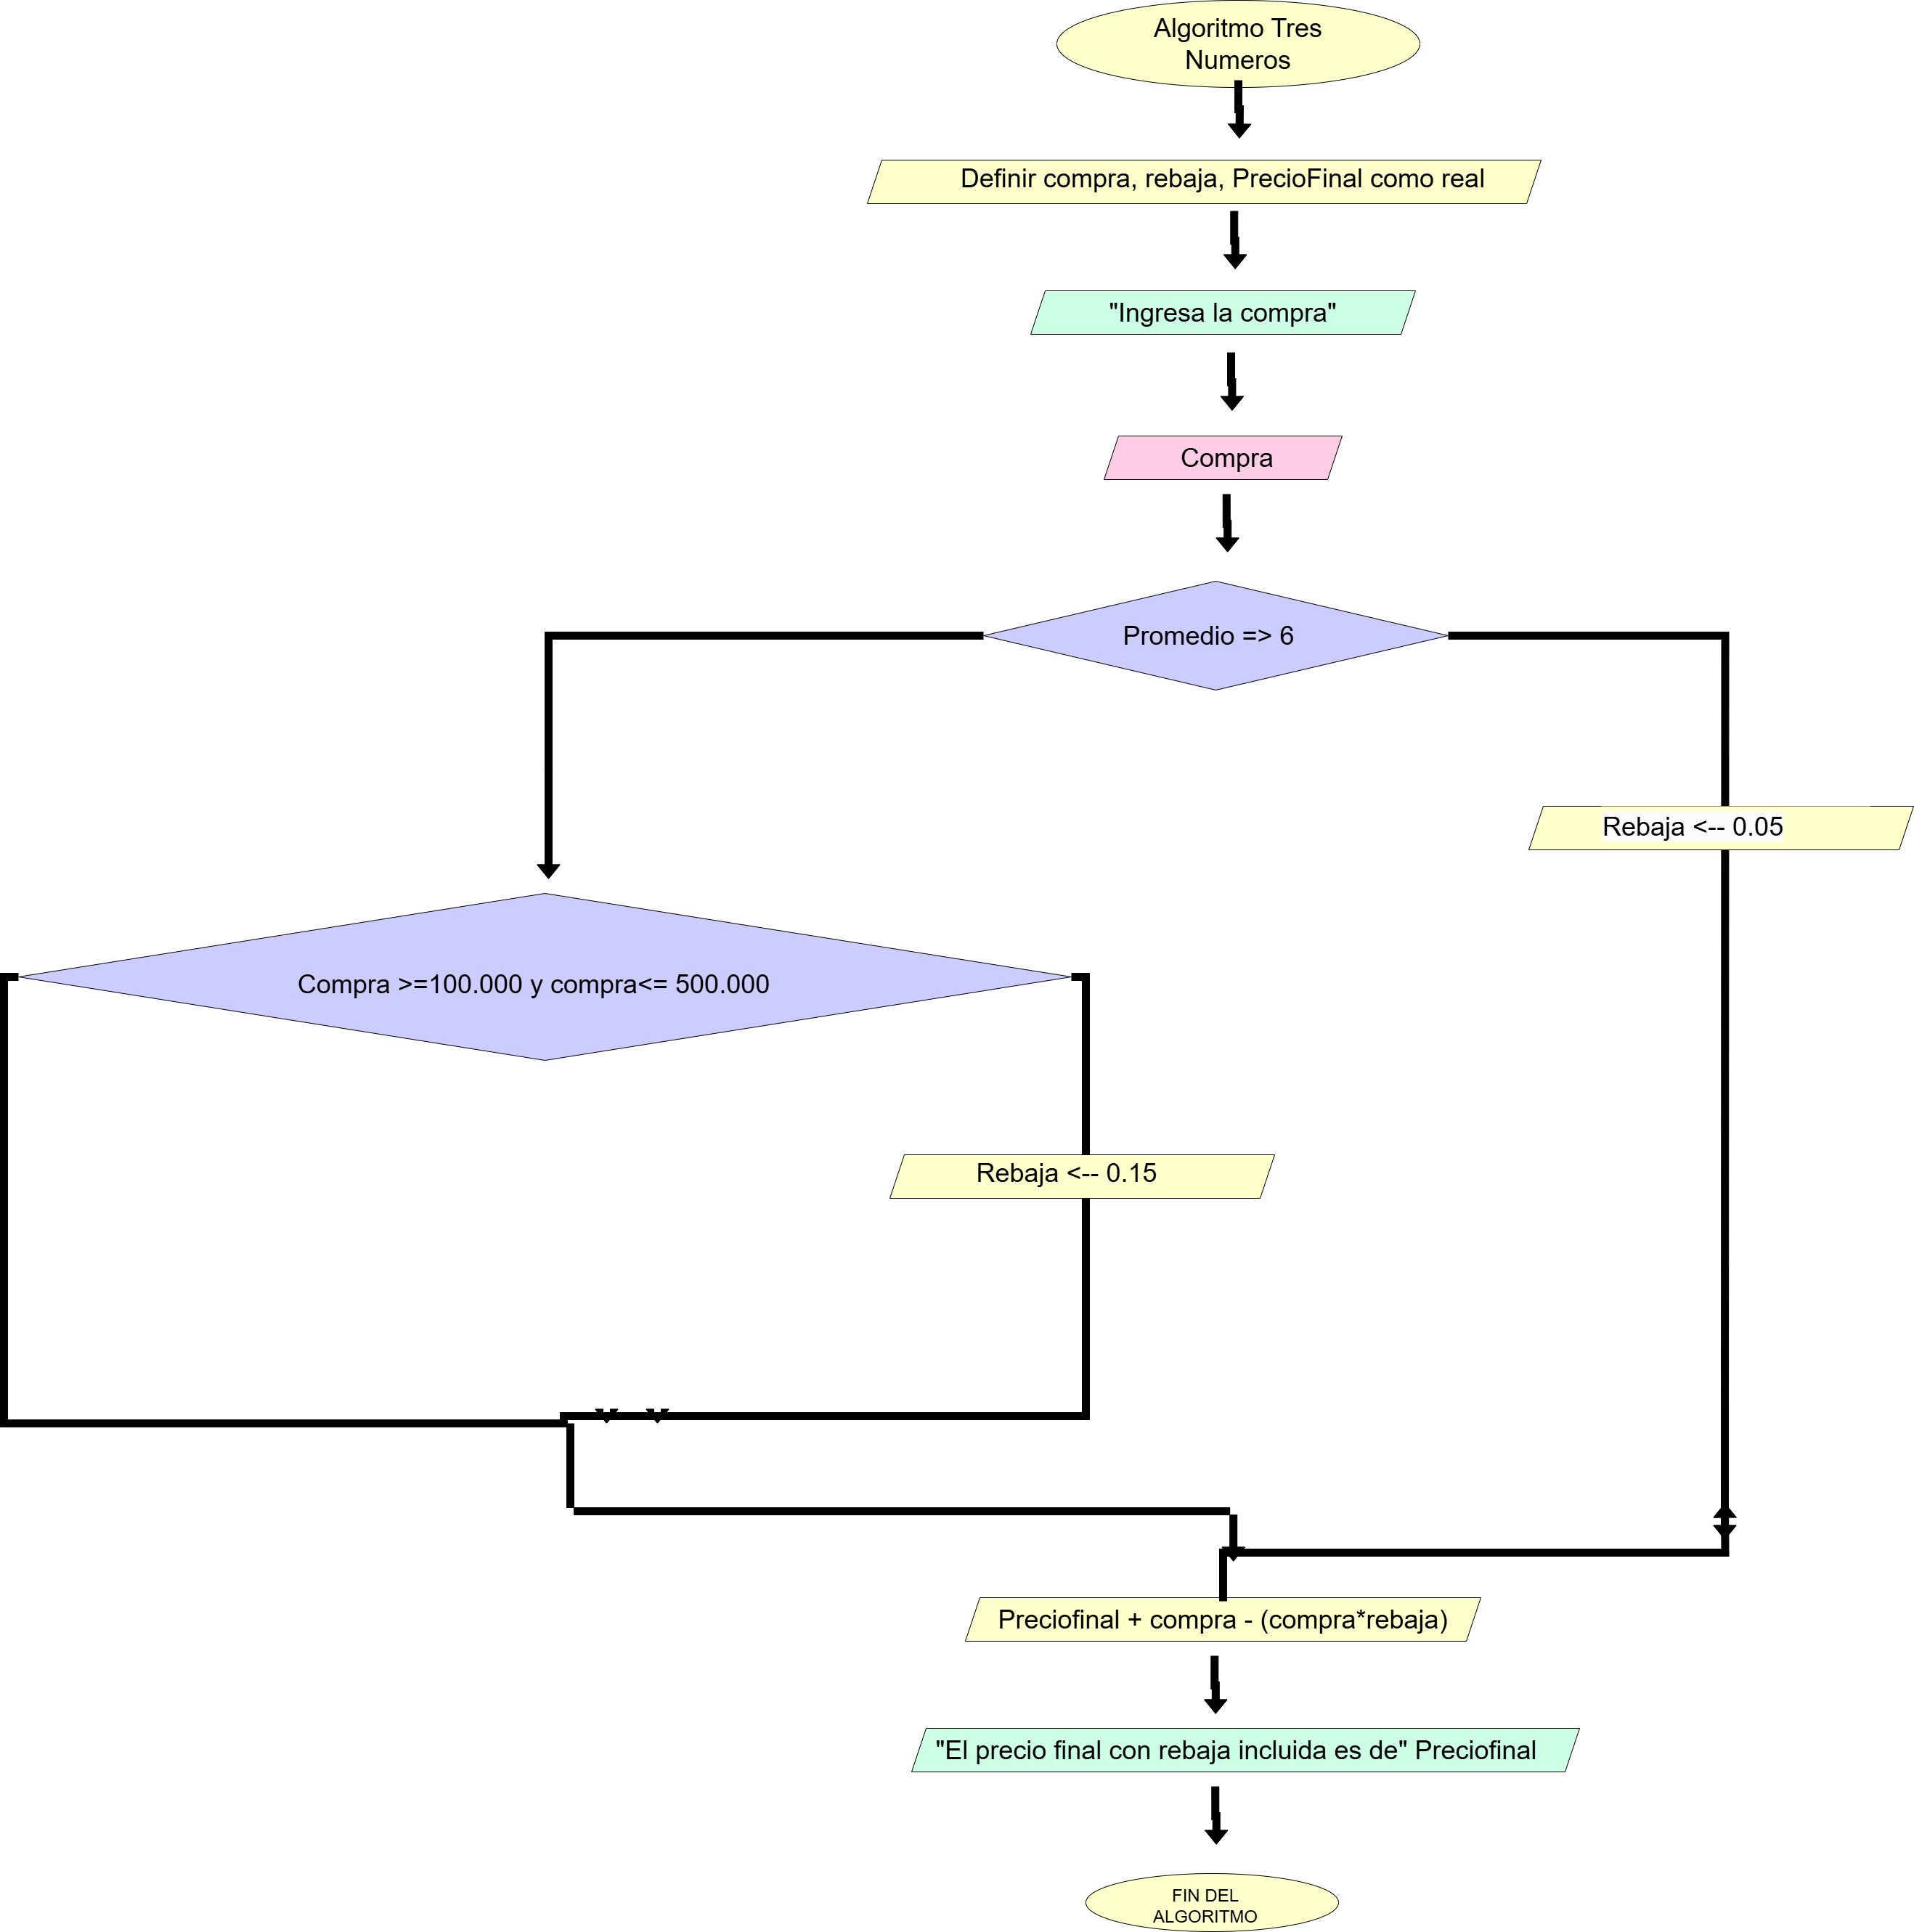 Algoritmo Tres
Numeros
Definir compra, rebaja, PrecioFinal como real
"Ingresa la compra"
Compra
Promedio => 6
Rebaja <-- 0.05
Compra >=100.000 y compra<= 500.000
Rebaja <-- 0.15
Preciofinal + compra - (compra*rebaja)
"El precio final con rebaja incluida es de" Preciofinal
FIN DEL
ALGORITMO